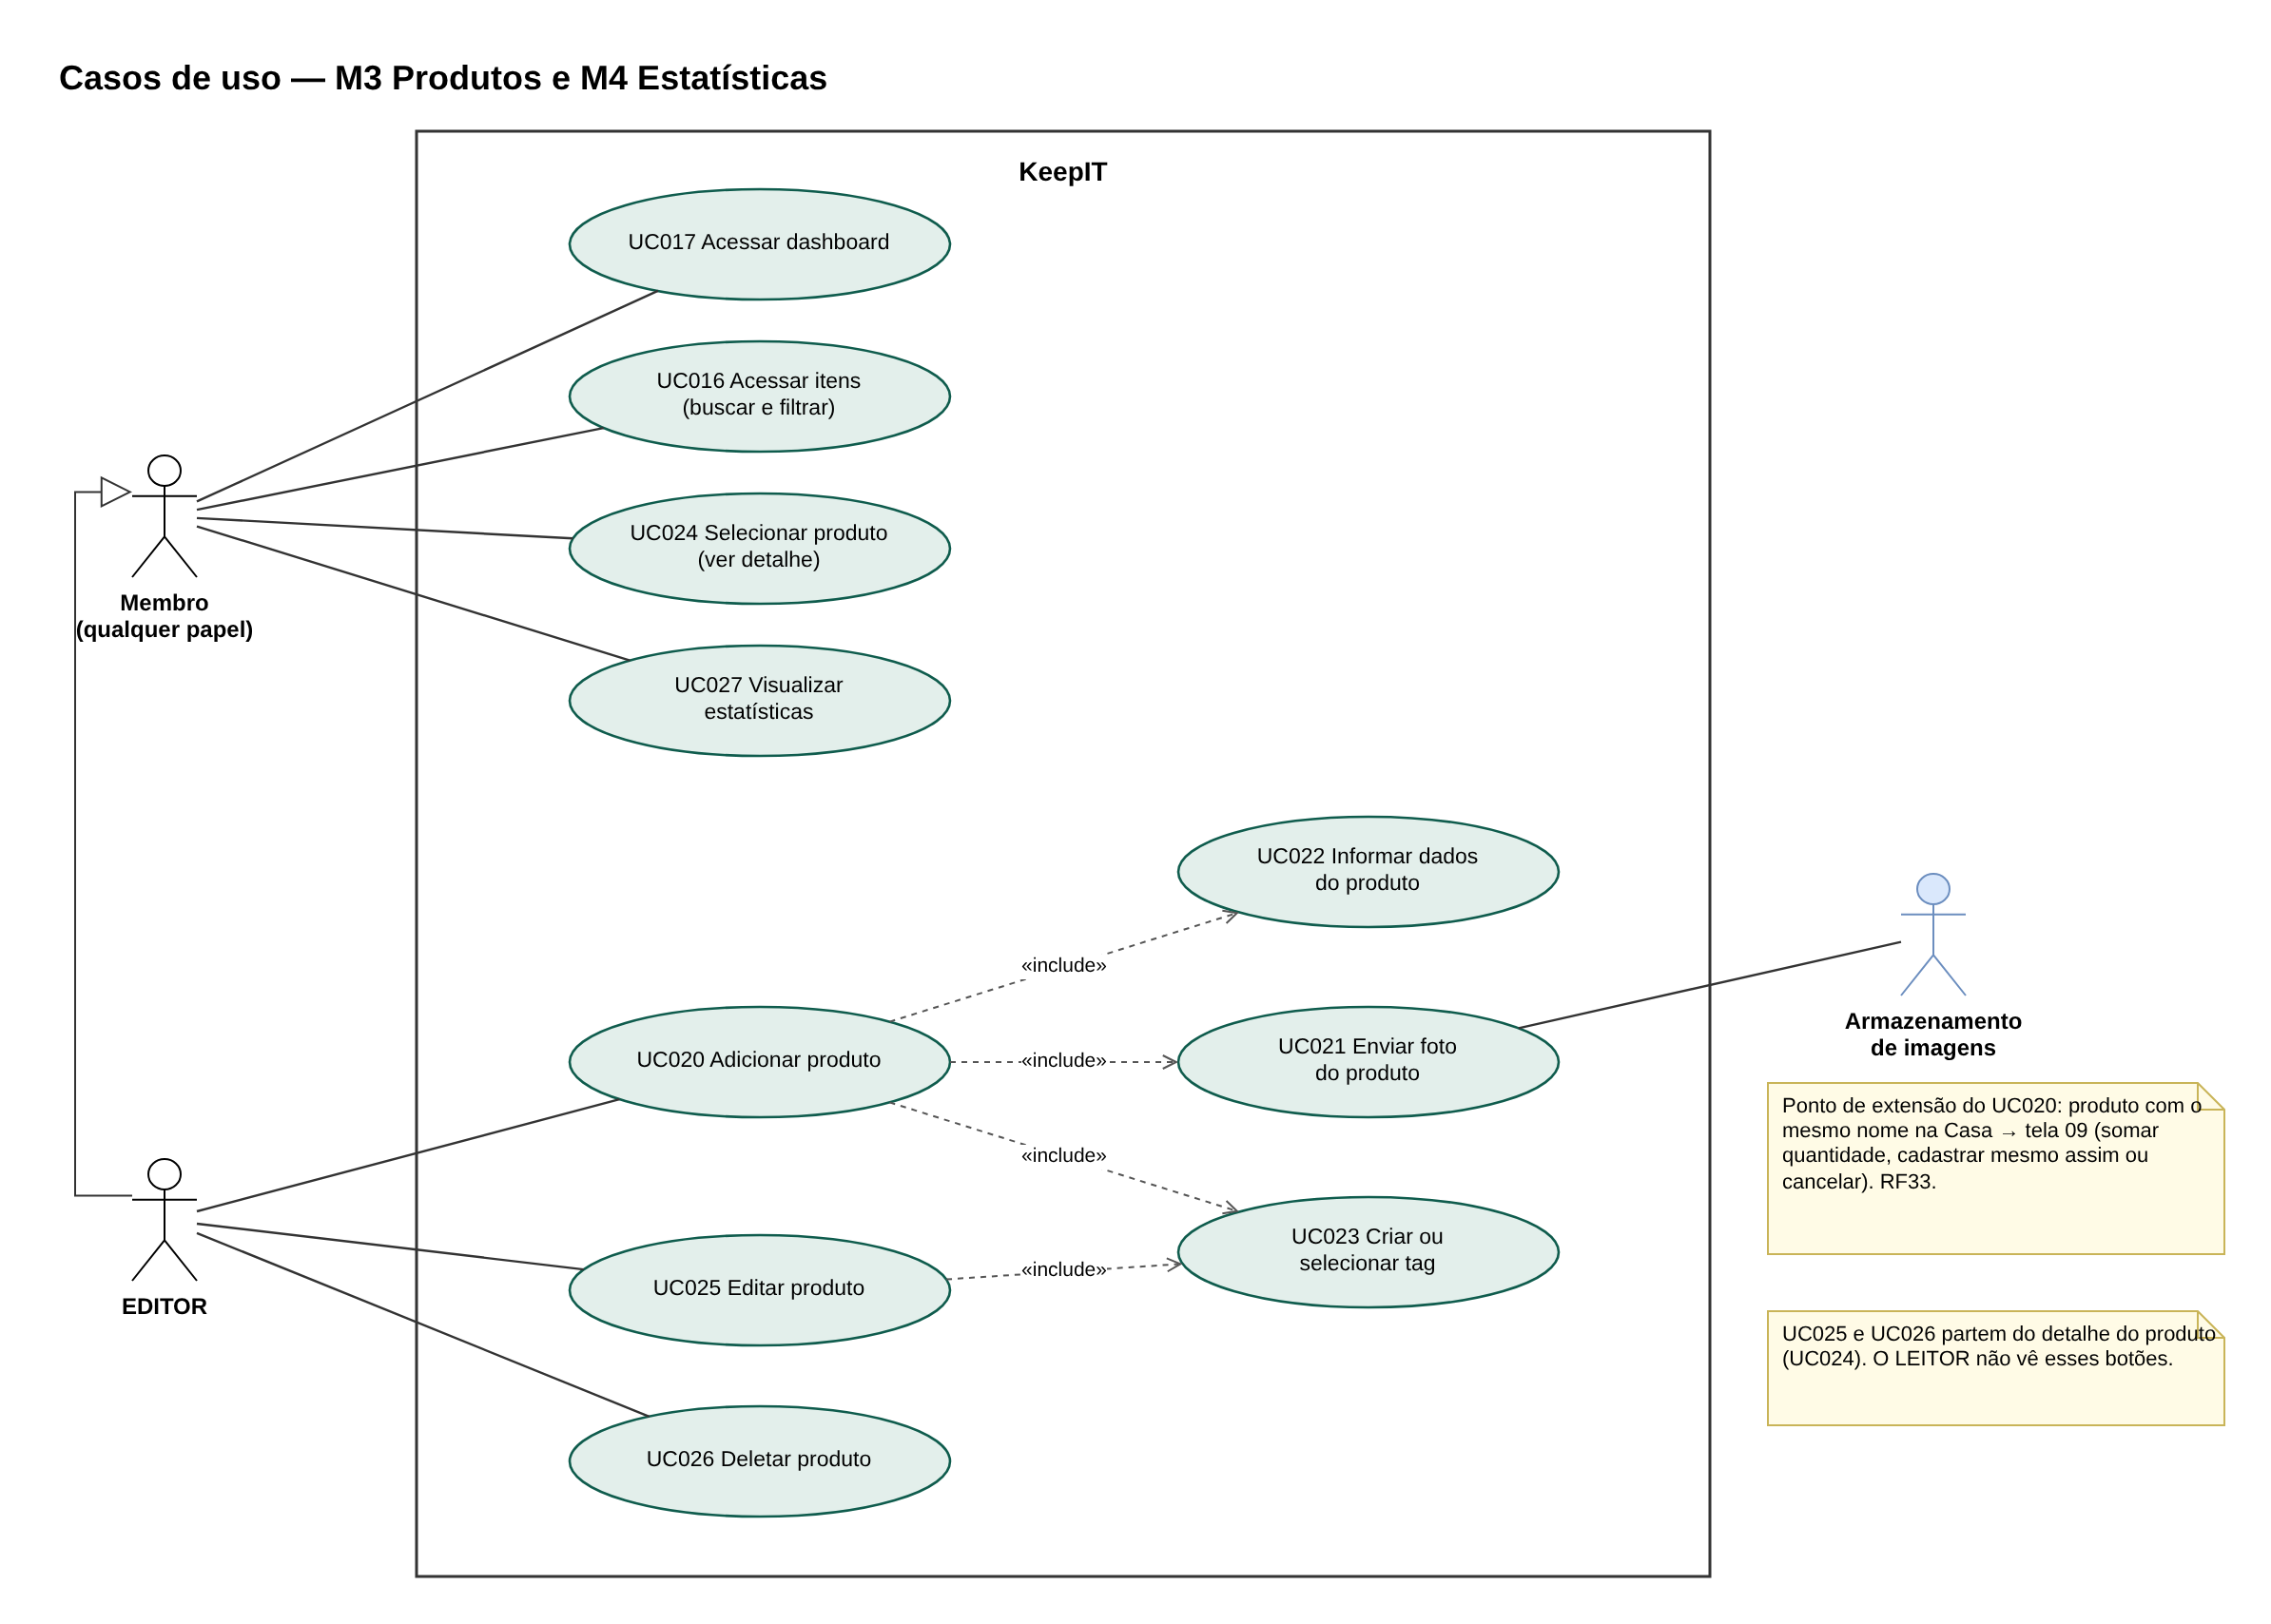 Casos de uso — M3 Produtos e M4 Estatísticas
KeepIT
UC017 Acessar dashboard
UC016 Acessar itens
(buscar e filtrar)
UC024 Selecionar produto
(ver detalhe)
Membro
(qualquer papel)
UC027 Visualizar
estatísticas
UC022 Informar dados
do produto
«include»
UC020 Adicionar produto
«include»
UC021 Enviar foto
do produto
Armazenamento
de imagens
«include»
Ponto de extensão do UC020: produto com o
mesmo nome na Casa → tela 09 (somar
quantidade, cadastrar mesmo assim ou
cancelar). RF33.
UC023 Criar ou
selecionar tag
«include»
UC025 Editar produto
EDITOR
UC025 e UC026 partem do detalhe do produto
(UC024). O LEITOR não vê esses botões.
UC026 Deletar produto